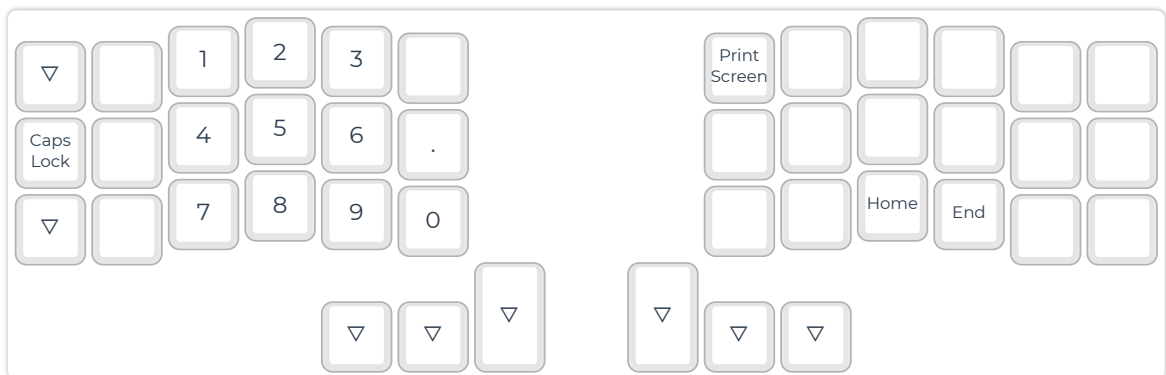 ▽ 1 2 3 Print Screen
Caps Lock 4 5 6 .
▽ 7 8 9 0 Home End
▽ ▽ ▽ ▽ ▽ ▽